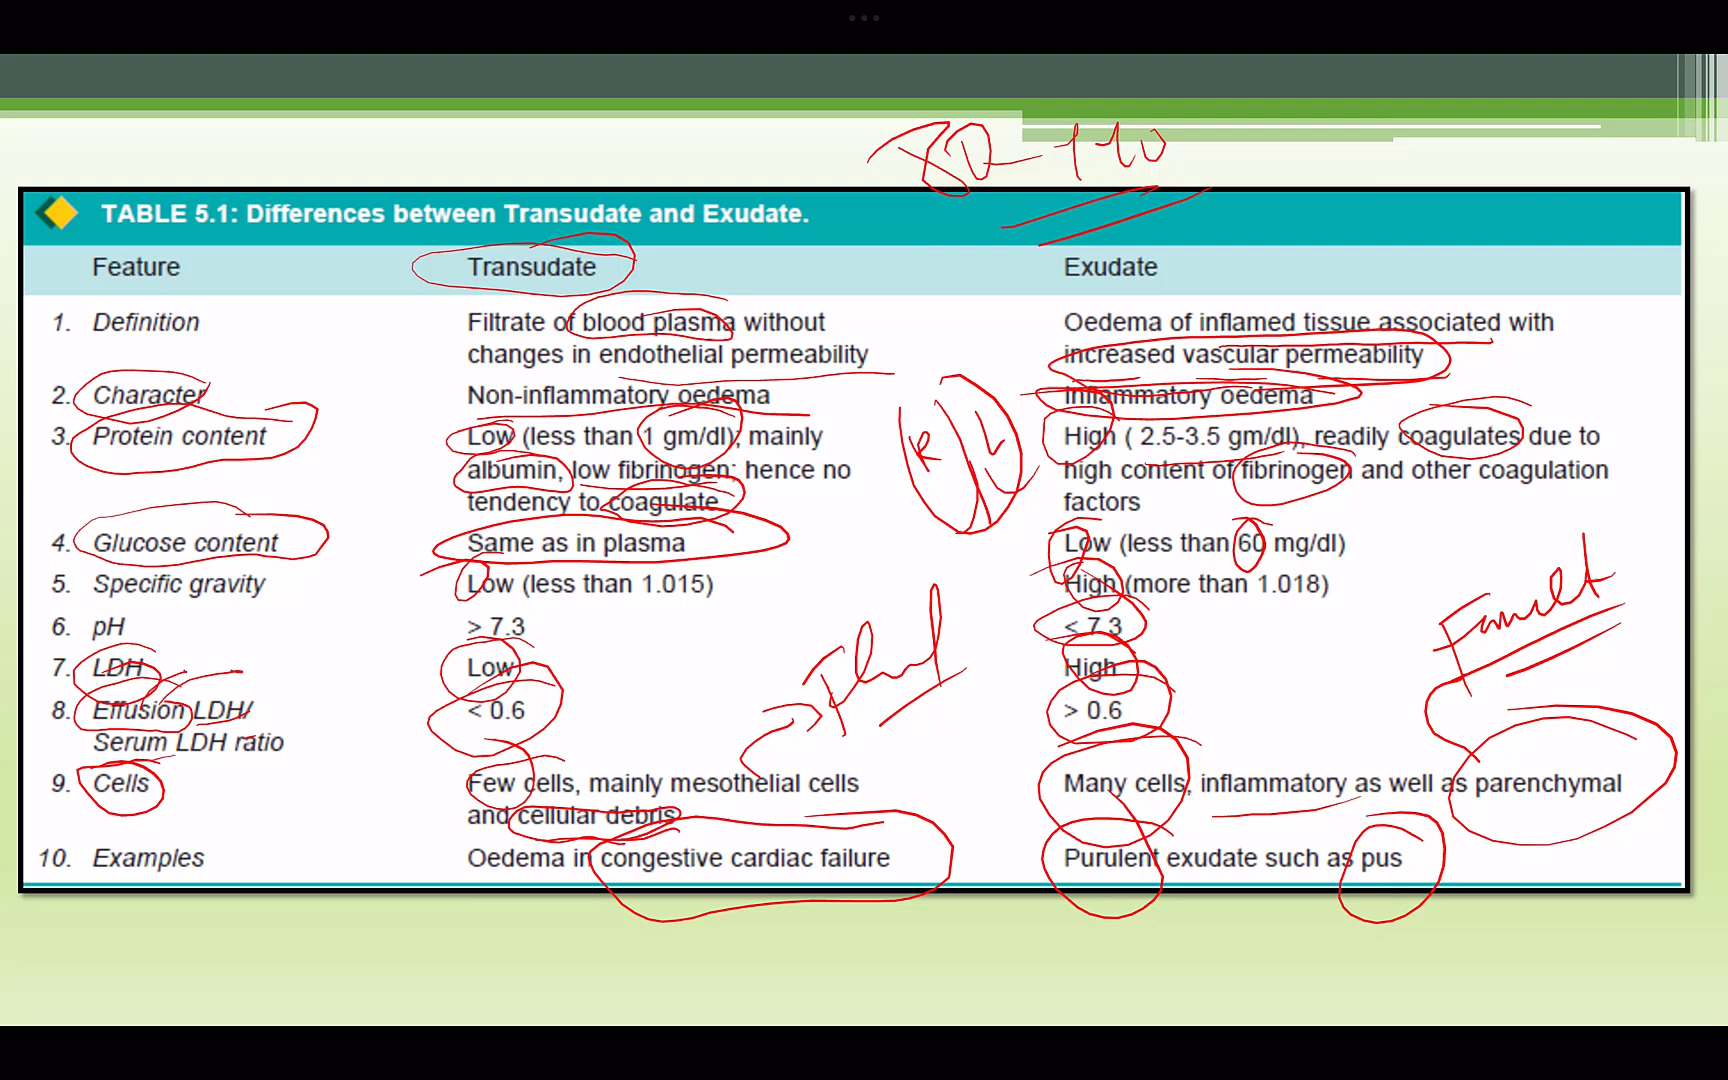 80-110
TABLE 5.1: Differences between Transudate and Exudate.
Feature Transudate Exudate
1. Definition Filtrate of blood plasma without Oedema of inflamed tissue associated with
changes in endothelial permeability increased vascular permeability
2. Character Non-inflammatory oedema Inflammatory oedema
3. Protein content Low (less than 1 gm/dl); mainly High ( 2.5-3.5 gm/dl), readily coagulates due to
albumin, low fibrinogen; hence no high content of fibrinogen and other coagulation
tendency to coagulate factors
4. Glucose content Same as in plasma Low (less than 60 mg/dl)
5. Specific gravity Low (less than 1.015) High (more than 1.018)
6. pH > 7.3 < 7.3
7. LDH Low High
8. Effusion LDH/ < 0.6 > 0.6
Serum LDH ratio
9. Cells Few cells, mainly mesothelial cells Many cells, inflammatory as well as parenchymal
and cellular debris
10. Examples Oedema in congestive cardiac failure Purulent exudate such as pus